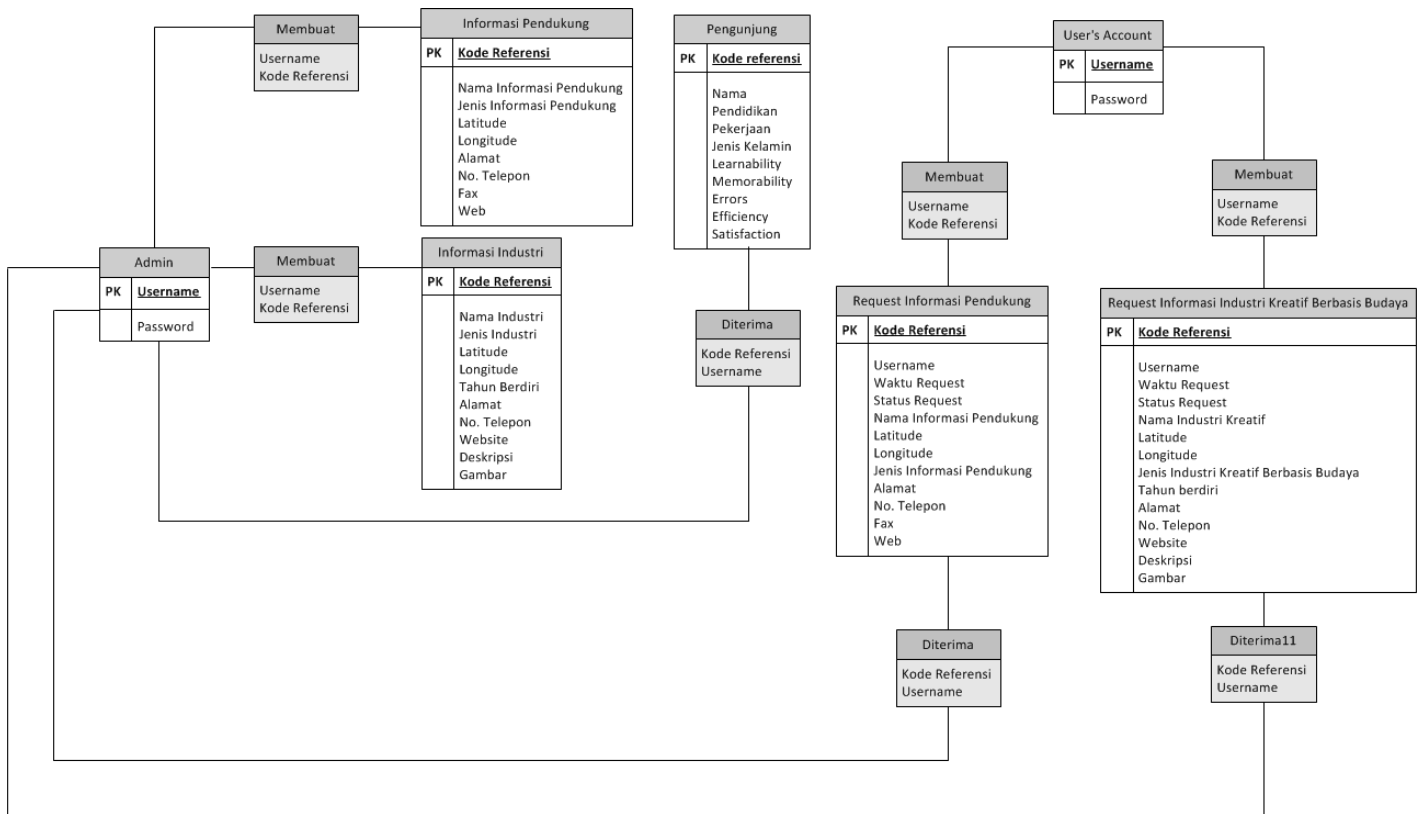 Membuat
Username
Kode Referensi
Informasi Pendukung
PK Kode Referensi
Nama Informasi Pendukung
Jenis Informasi Pendukung
Latitude
Longitude
Alamat
No. Telepon
Fax
Web
Pengunjung
PK Kode referensi
Nama
Pendidikan
Pekerjaan
Jenis Kelamin
Learnability
Memorability
Errors
Efficiency
Satisfaction
User's Account
PK Username
Password
Membuat
Username
Kode Referensi
Membuat
Username
Kode Referensi
Admin
PK Username
Password
Membuat
Username
Kode Referensi
Informasi Industri
PK Kode Referensi
Nama Industri
Jenis Industri
Latitude
Longitude
Tahun Berdiri
Alamat
No. Telepon
Website
Deskripsi
Gambar
Diterima
Kode Referensi
Username
Request Informasi Pendukung
PK Kode Referensi
Username
Waktu Request
Status Request
Nama Informasi Pendukung
Latitude
Longitude
Jenis Informasi Pendukung
Alamat
No. Telepon
Fax
Web
Request Informasi Industri Kreatif Berbasis Budaya
PK Kode Referensi
Username
Waktu Request
Status Request
Nama Industri Kreatif
Latitude
Longitude
Jenis Industri Kreatif Berbasis Budaya
Tahun berdiri
Alamat
No. Telepon
Website
Deskripsi
Gambar
Diterima
Kode Referensi
Username
Diterima11
Kode Referensi
Username